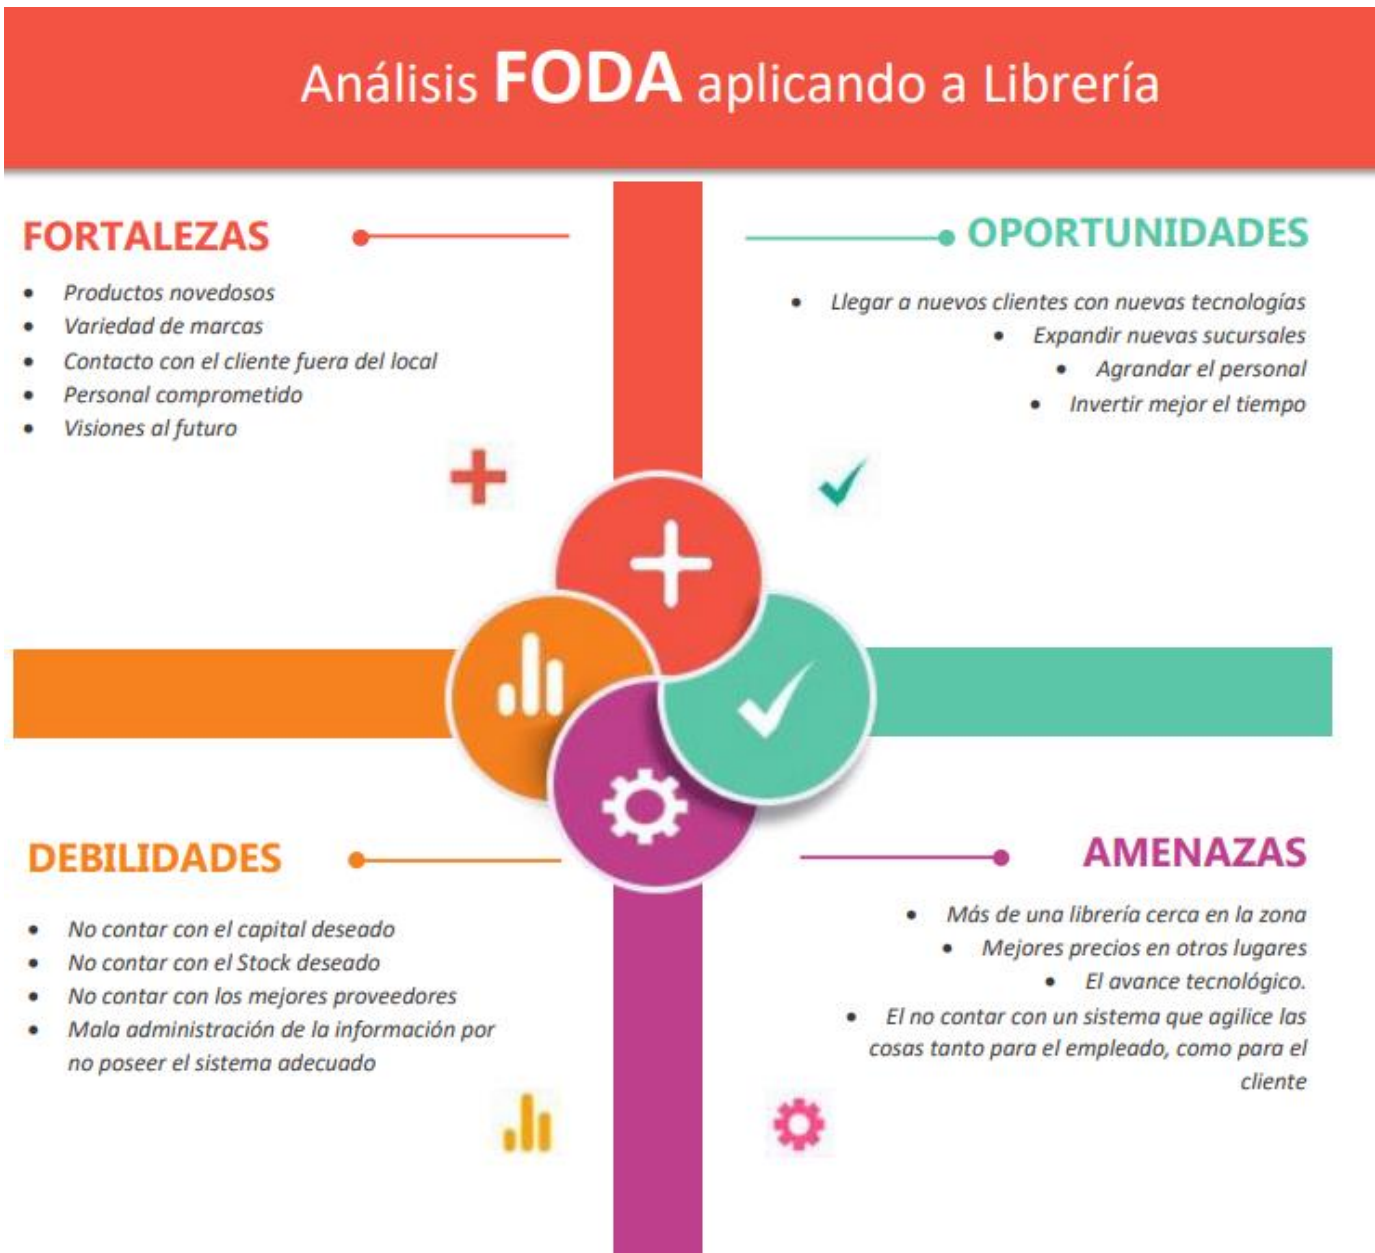 Análisis FODA aplicando a Librería
FORTALEZAS
• Productos novedosos
• Variedad de marcas
• Contacto con el cliente fuera del local
• Personal comprometido
• Visiones al futuro
OPORTUNIDADES
• Llegar a nuevos clientes con nuevas tecnologías
• Expandir nuevas sucursales
• Agrandar el personal
• Invertir mejor el tiempo
DEBILIDADES
• No contar con el capital deseado
• No contar con el Stock deseado
• No contar con los mejores proveedores
• Mala administración de la información por
no poseer el sistema adecuado
AMENAZAS
• Más de una librería cerca en la zona
• Mejores precios en otros lugares
• El avance tecnológico.
• El no contar con un sistema que agilice las
cosas tanto para el empleado, como para el
cliente